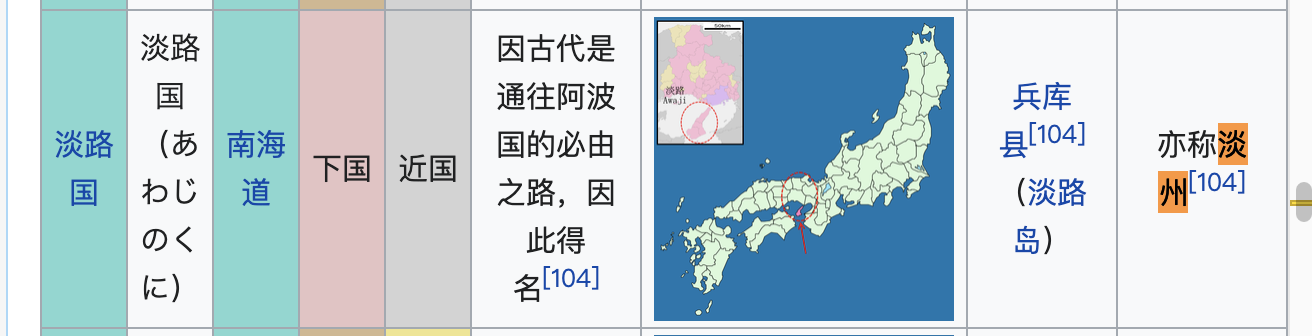 淡路
国
淡路
国
（あ
わじ
のく
に）
南海
道
下国
近国
因古代是
通往阿波
国的必由
之路，因
此得
名[104]
淡路
Awaji
兵库
县[104]
（淡路
岛）
亦称淡
州[104]